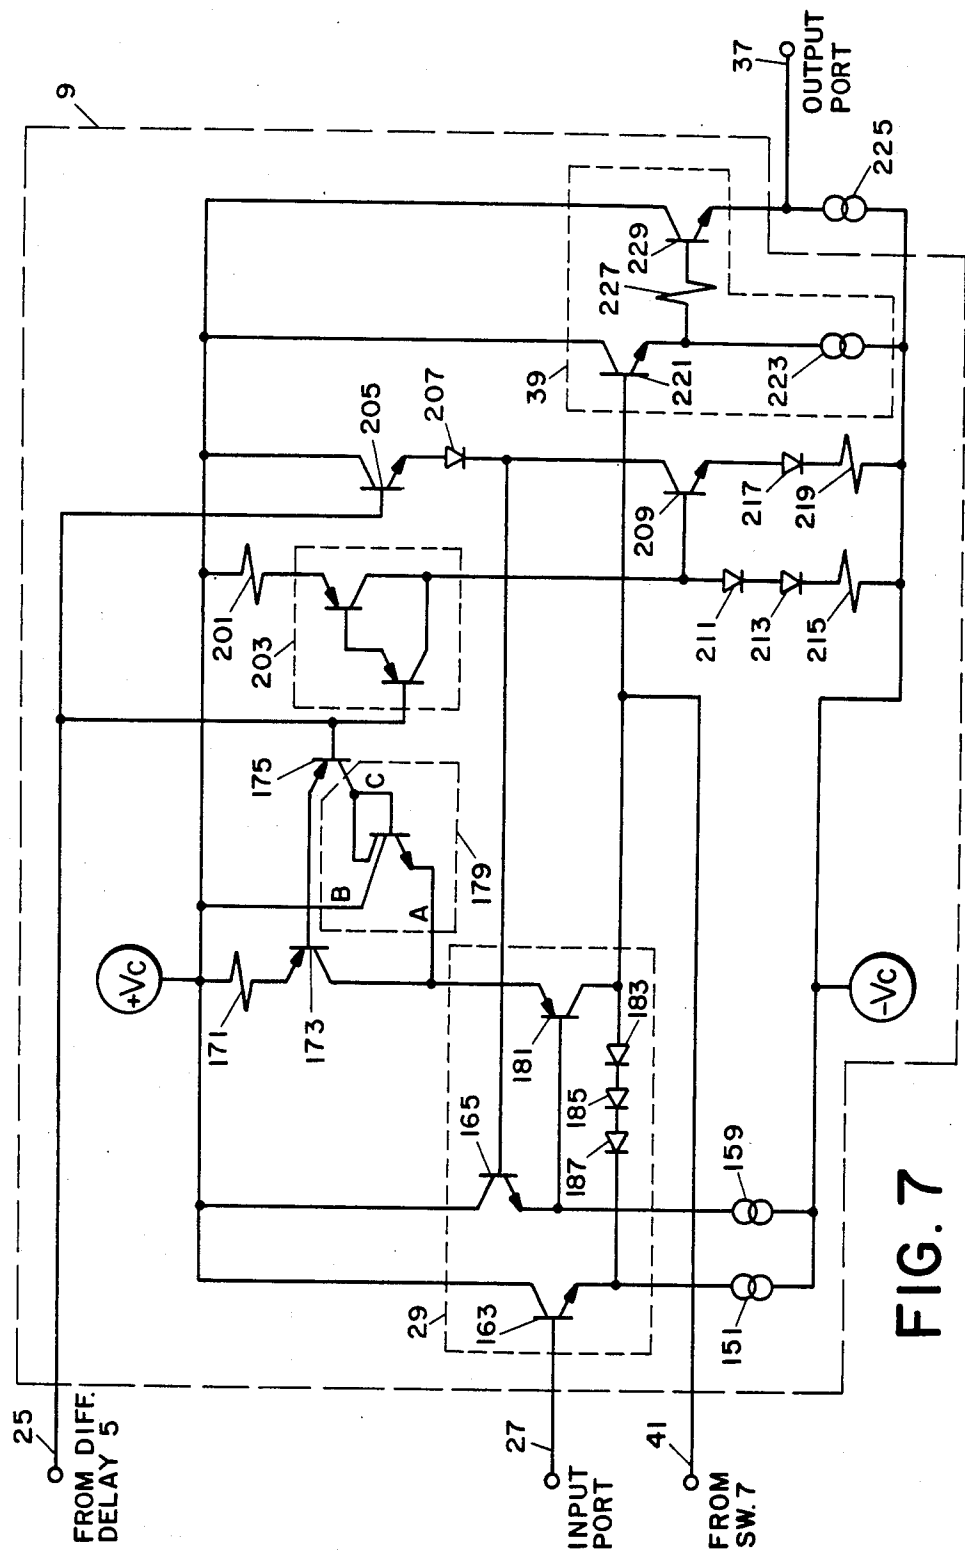 9
25
FROM DIFF.
DELAY 5
+Vc
171
173
175
C
B
A
179
201
203
205
207
37
OUTPUT
PORT
39
229
227
221
223
225
209
211
213
215
217
219
165
181
183
185
187
29
163
27
INPUT
PORT
151
159
41
FROM
SW. 7
-Vc
FIG. 7